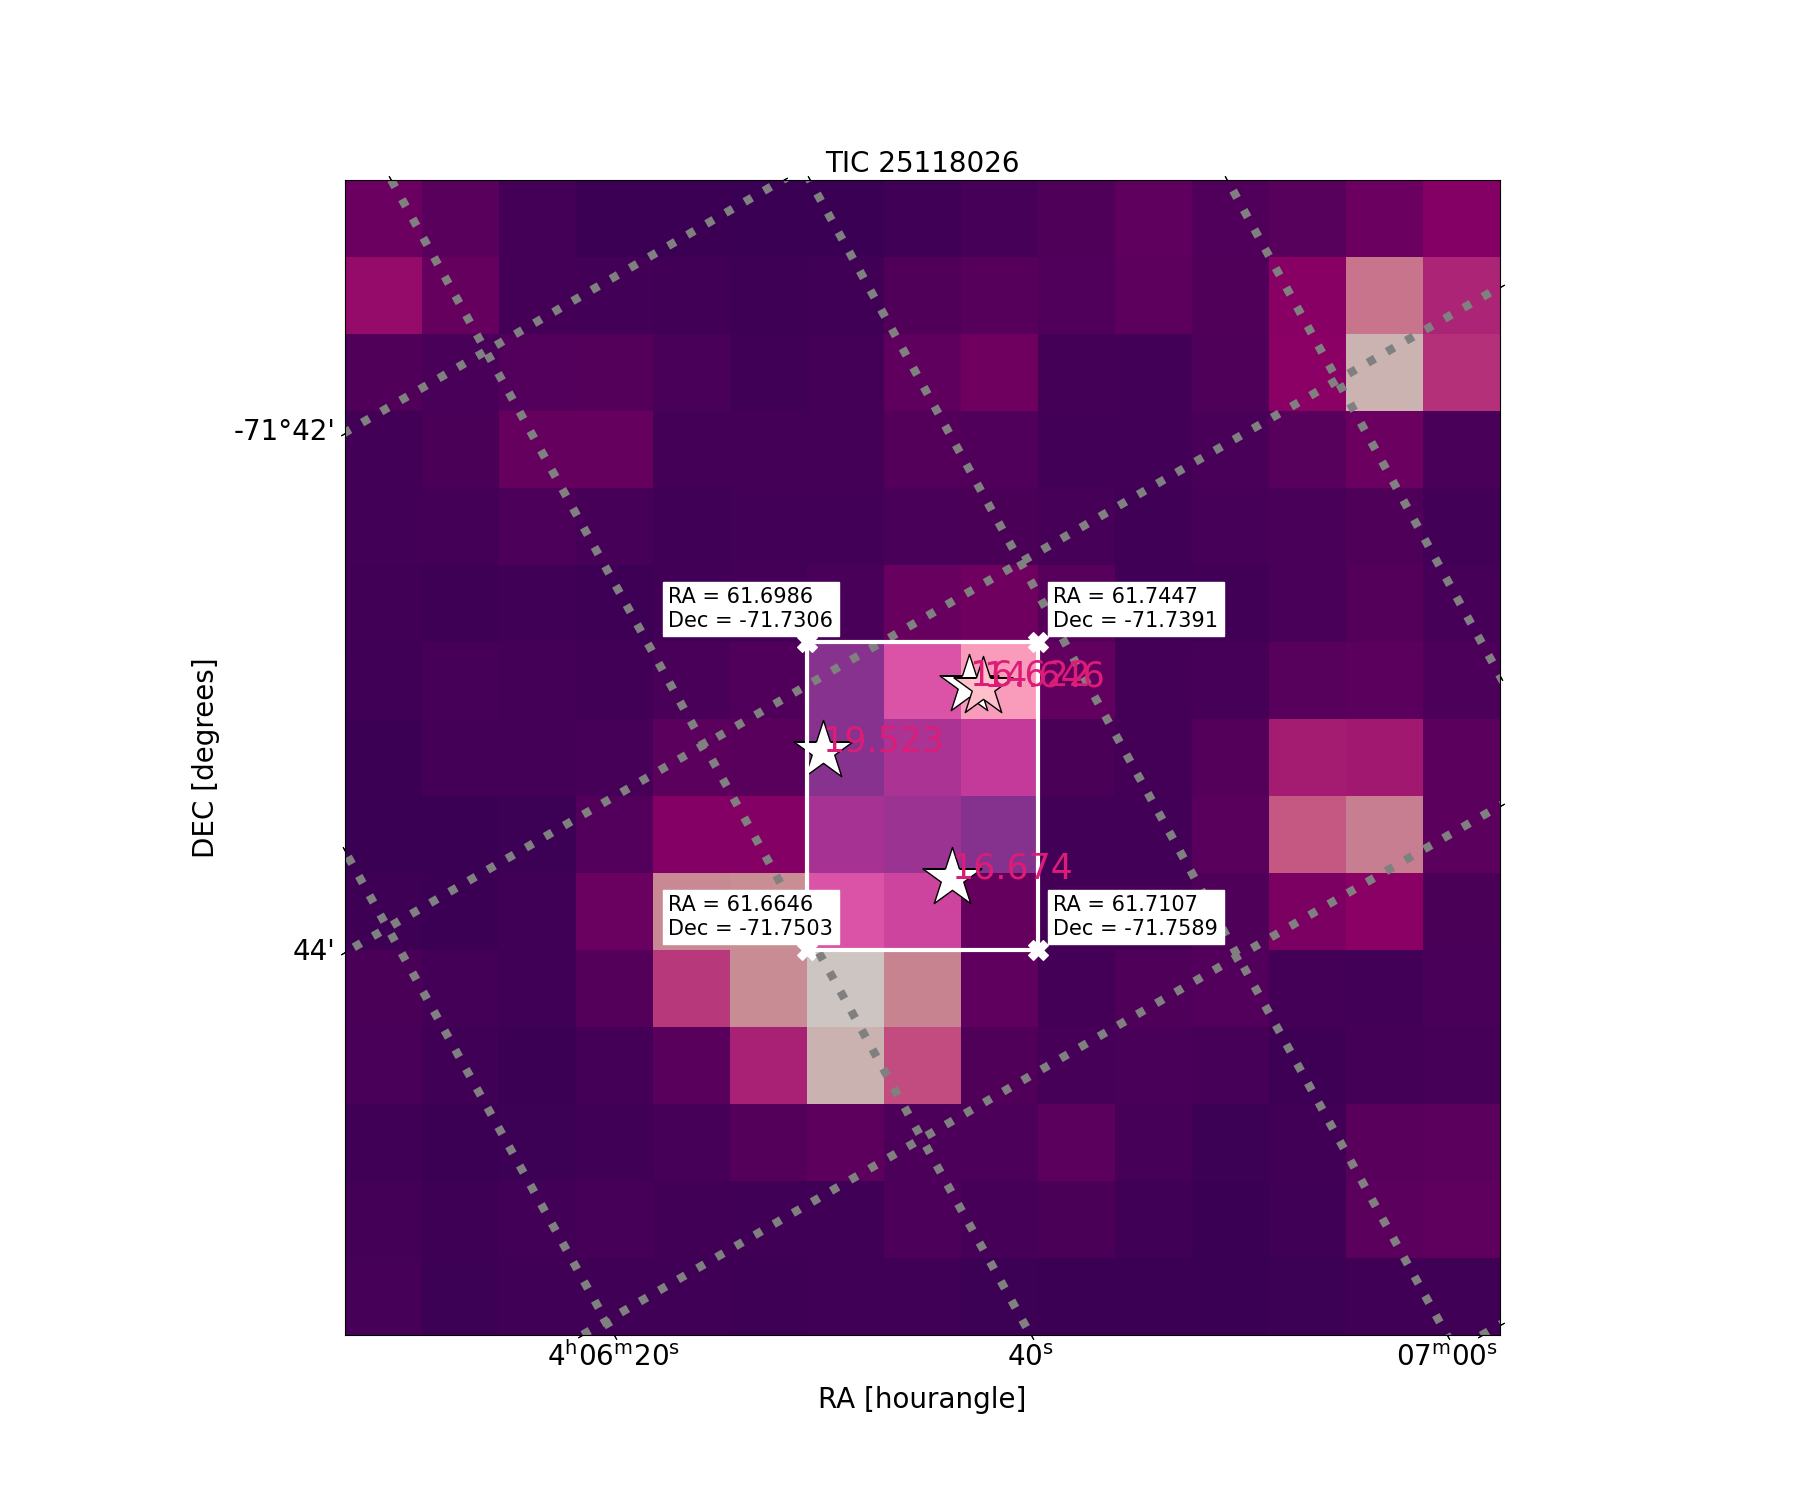 TIC 25118026
-71°42'
RA = 61.6986
Dec = -71.7306
RA = 61.7447
Dec = -71.7391
19.523
16.674
RA = 61.6646
Dec = -71.7503
RA = 61.7107
Dec = -71.7589
44'
DEC [degrees]
4h06m20s
40s
07m00s
RA [hourangle]